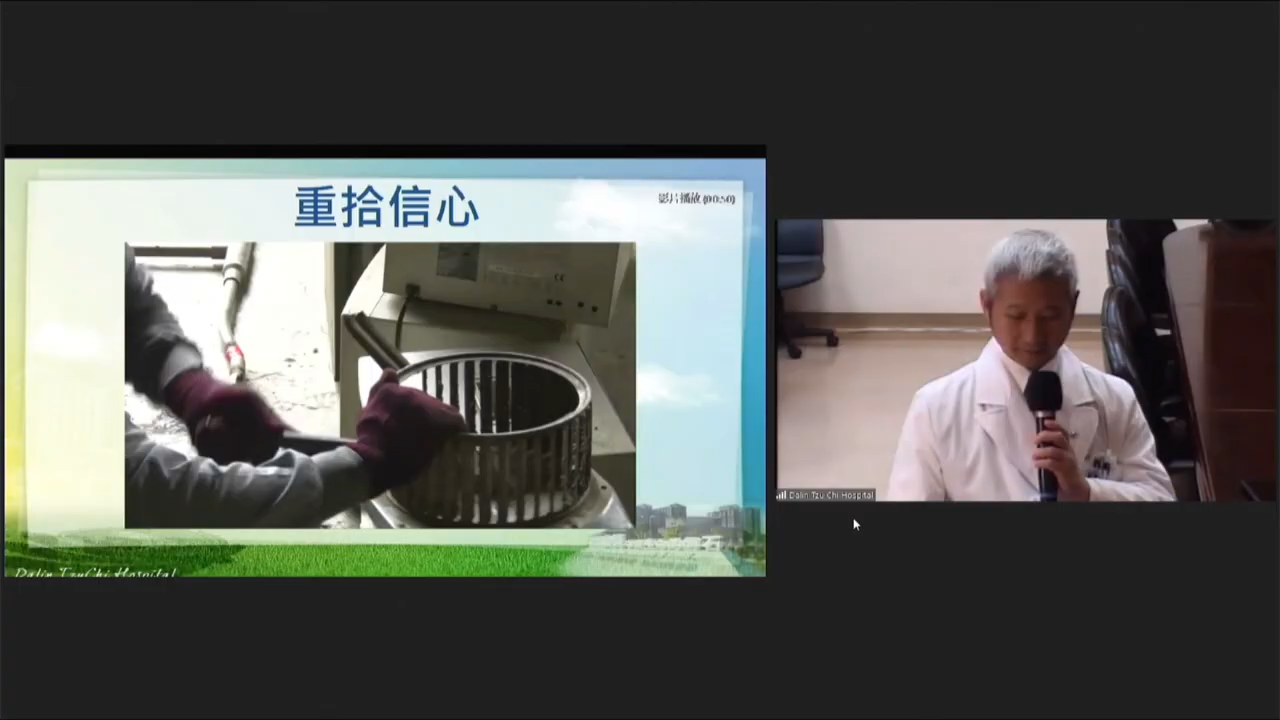 重拾信心
影片播放 (00:50)
Dalin TzuChi Hospital
Dalin Tzu Chi Hospital